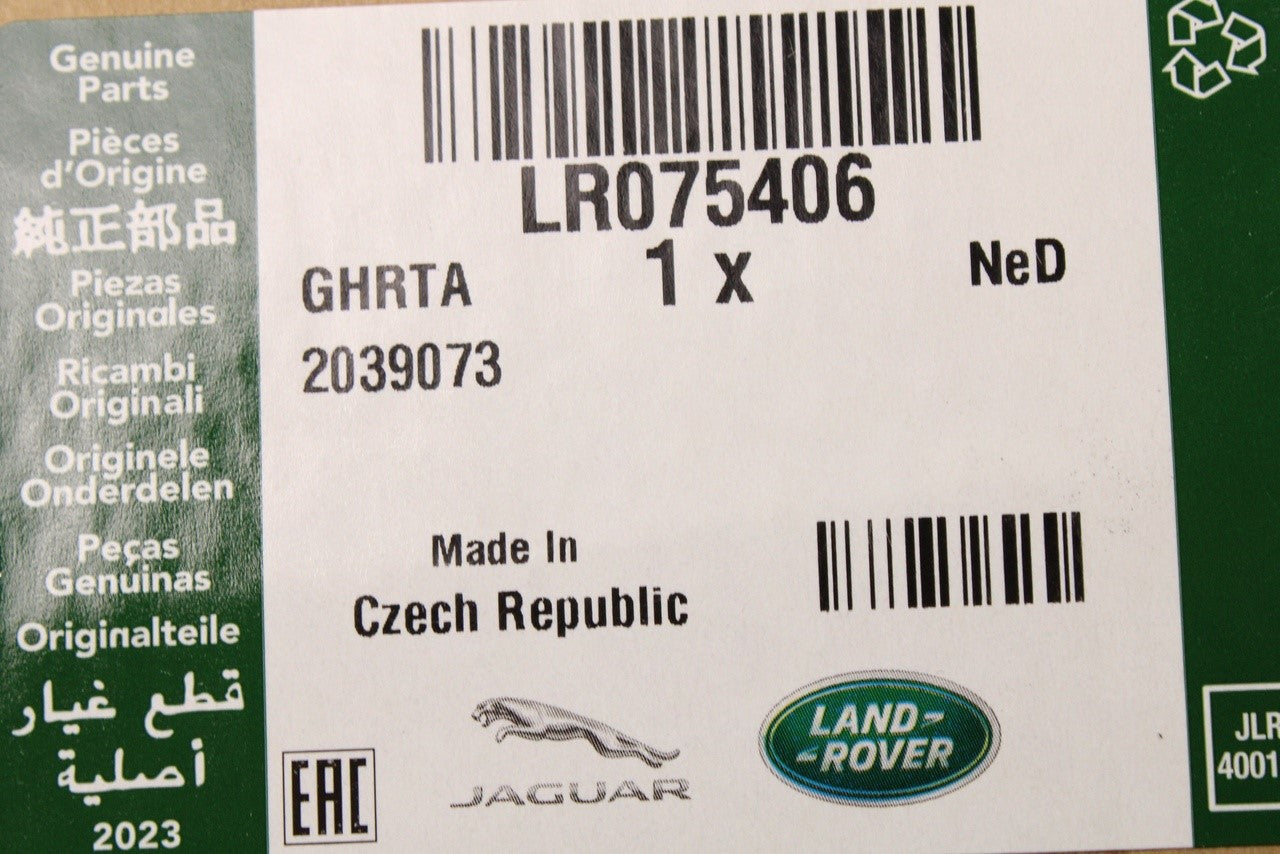 Genuine
Parts
Pièces
d'Origine
純正部品
Piezas
Originales
Ricambi
Originali
Originele
Onderdelen
Peças
Genuinas
Originalteile
قطع غيار
أصلية
2023
LR075406
1 x
NeD
GHRTA
2039073
Made In
Czech Republic
EAC
JAGUAR
LAND
ROVER
JLR
4001